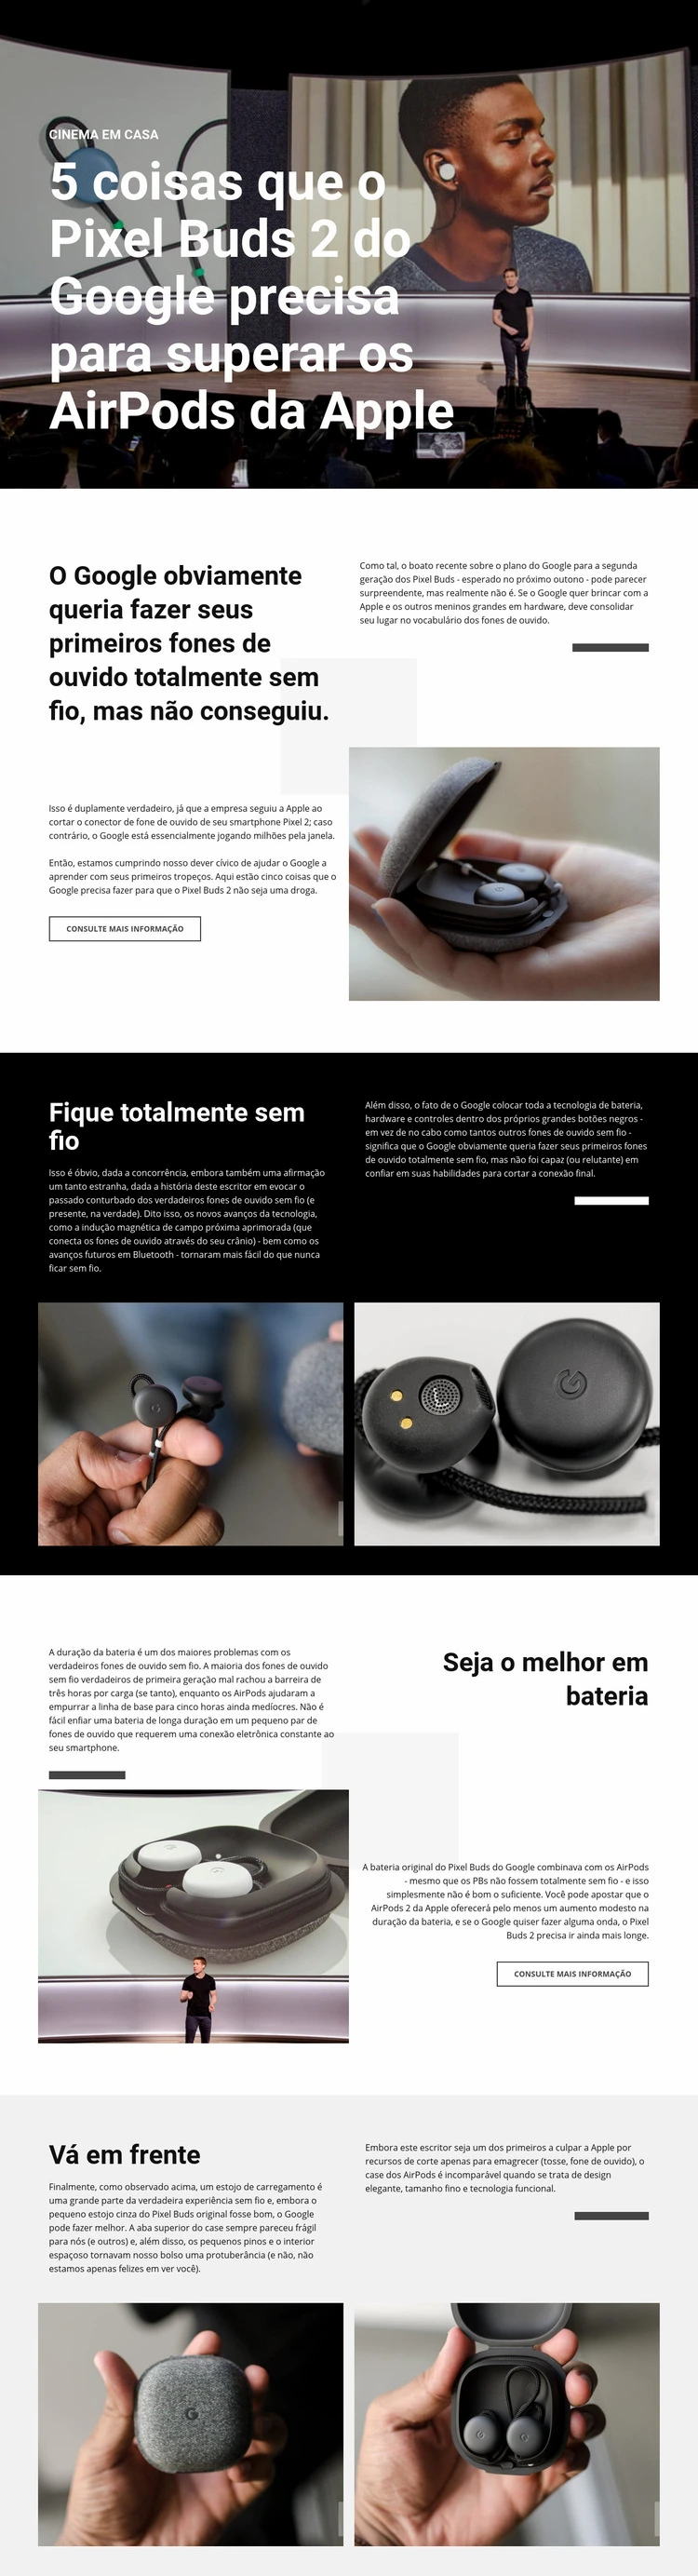 CINEMA EM CASA
5 coisas que o
Pixel Buds 2 do
Google precisa
para superar os
AirPods da Apple
O Google obviamente
queria fazer seus
primeiros fones de
ouvido totalmente sem
fio, mas não conseguiu.
Como tal, o boato recente sobre o plano do Google para a segunda
geração dos Pixel Buds - esperado no próximo outono - pode parecer
surpreendente, mas realmente não é. Se o Google quer brincar com a
Apple e os outros meninos grandes em hardware, deve consolidar
seu lugar no vocabulário dos fones de ouvido.
Isso é duplamente verdadeiro, já que a empresa seguiu a Apple ao
cortar o conector de fone de ouvido de seu smartphone Pixel 2; caso
contrário, o Google está essencialmente jogando milhões pela janela.
Então, estamos cumprindo nosso dever cívico de ajudar o Google a
aprender com seus primeiros tropeços. Aqui estão cinco coisas que o
Google precisa fazer para que o Pixel Buds 2 não seja uma droga.
CONSULTE MAIS INFORMAÇÃO
Fique totalmente sem
fio
Isso é óbvio, dada a concorrência, embora também uma afirmação
um tanto estranha, dada a história deste escritor em evocar o
passado conturbado dos verdadeiros fones de ouvido sem fio (e
presente, na verdade). Dito isso, os novos avanços da tecnologia,
como a indução magnética de campo próxima aprimorada (que
conecta os fones de ouvido através do seu crânio) - bem como os
avanços futuros em Bluetooth - tornaram mais fácil do que nunca
ficar sem fio.
Além disso, o fato de o Google colocar toda a tecnologia de bateria,
hardware e controles dentro dos próprios grandes botões negros -
em vez de no cabo como tantos outros fones de ouvido sem fio -
significa que o Google obviamente queria fazer seus primeiros fones
de ouvido totalmente sem fio, mas não foi capaz (ou relutante) em
confiar em suas habilidades para cortar a conexão final.
A duração da bateria é um dos maiores problemas com os
verdadeiros fones de ouvido sem fio. A maioria dos fones de ouvido
sem fio verdadeiros de primeira geração mal rachou a barreira de
três horas por carga (se tanto), enquanto os AirPods ajudaram a
empurrar a linha de base para cinco horas ainda medíocres. Não é
fácil enfiar uma bateria de longa duração em um pequeno par de
fones de ouvido que requerem uma conexão eletrônica constante ao
seu smartphone.
Seja o melhor em
bateria
A bateria original do Pixel Buds do Google combinava com os AirPods
- mesmo que os PBs não fossem totalmente sem fio - e isso
simplesmente não é bom o suficiente. Você pode apostar que o
AirPods 2 da Apple oferecerá pelo menos um aumento modesto na
duração da bateria, e se o Google quiser fazer alguma onda, o Pixel
Buds 2 precisa ir ainda mais longe.
CONSULTE MAIS INFORMAÇÃO
Vá em frente
Finalmente, como observado acima, um estojo de carregamento é
uma grande parte da verdadeira experiência sem fio e, embora o
pequeno estojo cinza do Pixel Buds original fosse bom, o Google
pode fazer melhor. A aba superior do case sempre pareceu frágil
para nós (e outros) e, além disso, os pequenos pinos e o interior
espaçoso tornavam nosso bolso uma protuberância (e não, não
estamos apenas felizes em ver você).
Embora este escritor seja um dos primeiros a culpar a Apple por
recursos de corte apenas para emagrecer (tosse, fone de ouvido), o
case dos AirPods é incomparável quando se trata de design
elegante, tamanho fino e tecnologia funcional.